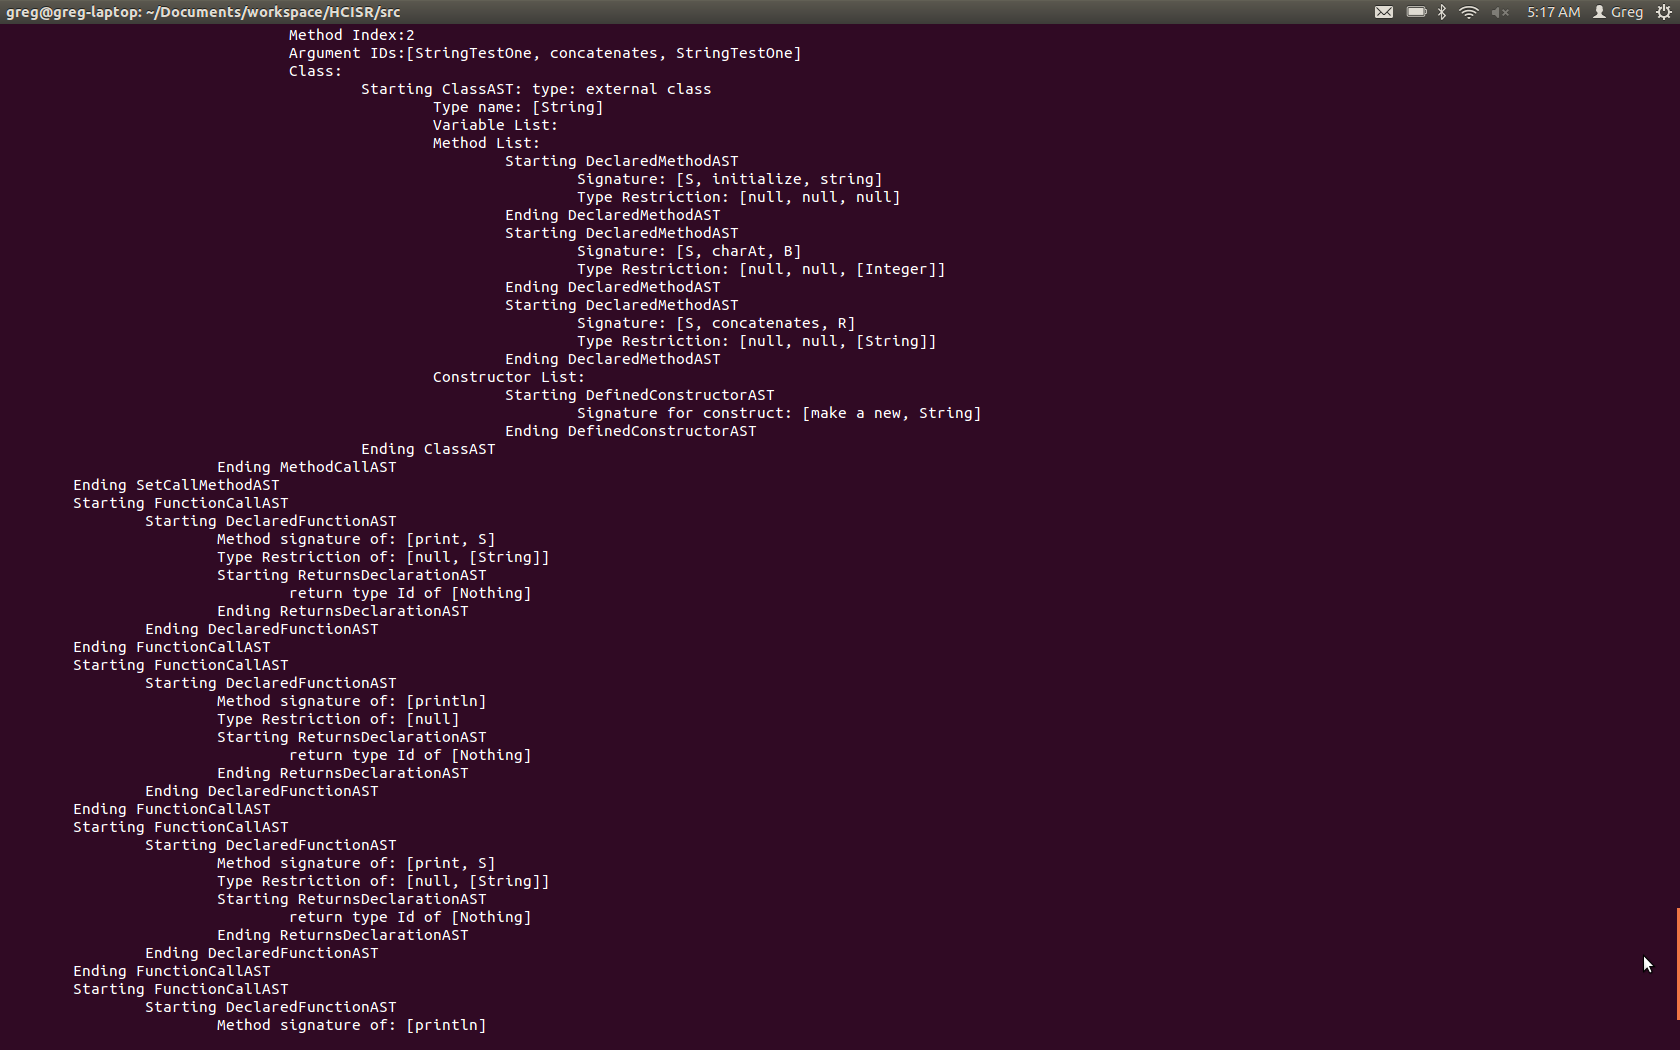 greg@greg-laptop: ~/Documents/workspace/HCISR/src 5:17 AM Greg
Method Index:2
Argument IDs:[StringTestOne, concatenates, StringTestOne]
Class:
Starting ClassAST: type: external class
Type name: [String]
Variable List:
Method List:
Starting DeclaredMethodAST
Signature: [S, initialize, string]
Type Restriction: [null, null, null]
Ending DeclaredMethodAST
Starting DeclaredMethodAST
Signature: [S, charAt, B]
Type Restriction: [null, null, [Integer]]
Ending DeclaredMethodAST
Starting DeclaredMethodAST
Signature: [S, concatenates, R]
Type Restriction: [null, null, [String]]
Ending DeclaredMethodAST
Constructor List:
Starting DefinedConstructorAST
Signature for construct: [make a new, String]
Ending DefinedConstructorAST
Ending ClassAST
Ending MethodCallAST
Ending SetCallMethodAST
Starting FunctionCallAST
Starting DeclaredFunctionAST
Method signature of: [print, S]
Type Restriction of: [null, [String]]
Starting ReturnsDeclarationAST
return type Id of [Nothing]
Ending ReturnsDeclarationAST
Ending DeclaredFunctionAST
Ending FunctionCallAST
Starting FunctionCallAST
Starting DeclaredFunctionAST
Method signature of: [println]
Type Restriction of: [null]
Starting ReturnsDeclarationAST
return type Id of [Nothing]
Ending ReturnsDeclarationAST
Ending DeclaredFunctionAST
Ending FunctionCallAST
Starting FunctionCallAST
Starting DeclaredFunctionAST
Method signature of: [print, S]
Type Restriction of: [null, [String]]
Starting ReturnsDeclarationAST
return type Id of [Nothing]
Ending ReturnsDeclarationAST
Ending DeclaredFunctionAST
Ending FunctionCallAST
Starting FunctionCallAST
Starting DeclaredFunctionAST
Method signature of: [println]